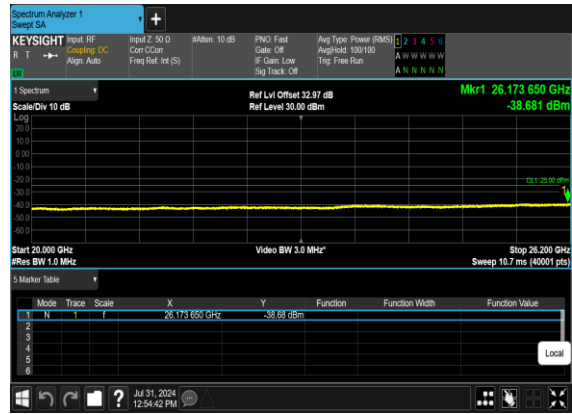 Spectrum Analyzer 1
Swept SA
KEYSIGHT Input: RF Input Z: 50 Ω #Atten: 10 dB PNO: Fast Avg Type: Power (RMS) 1 2 3 4 5 6
R T Coupling: DC Corr CCorr Gate: Off Avg|Hold: 100/100 A W W W W W
Align: Auto Freq Ref: Int (S) IF Gain: Low Trig: Free Run
Sig Track: Off A N N N N N
1 Spectrum Ref Lvl Offset 32.97 dB Mkr1 26.173 650 GHz
Scale/Div 10 dB Ref Level 30.00 dBm -38.681 dBm
Log
20.0
10.0
0.00
-10.0
-20.0 DL1 -25.00 dBm
-30.0 1
-40.0
-50.0
-60.0
Start 20.000 GHz Video BW 3.0 MHz* Stop 26.200 GHz
#Res BW 1.0 MHz Sweep 10.7 ms (40001 pts)
5 Marker Table
Mode Trace Scale X Y Function Function Width Function Value
1 N 1 f 26.173 650 GHz -38.68 dBm
2
3
4
5
6
Local
? Jul 31, 2024
12:54:42 PM